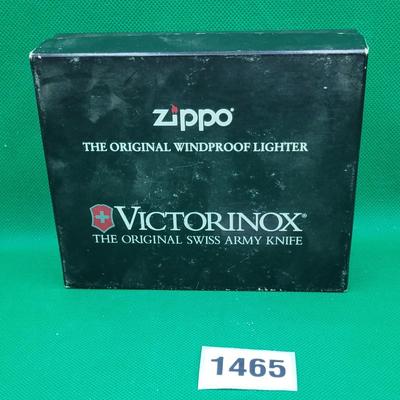 zippo®
THE ORIGINAL WINDPROOF LIGHTER
VICTORINOX®
THE ORIGINAL SWISS ARMY KNIFE
1465